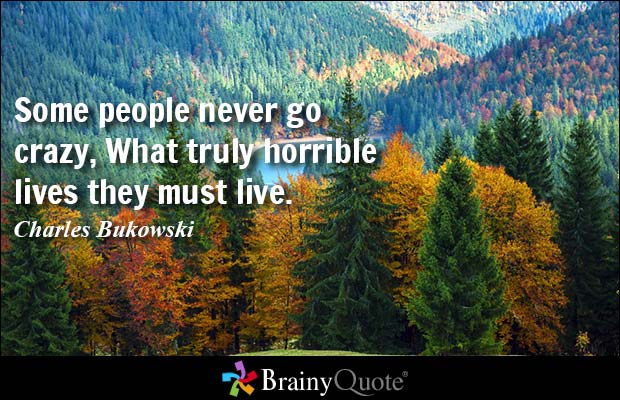 Some people never go
crazy, What truly horrible
lives they must live.
Charles Bukowski
BrainyQuote®